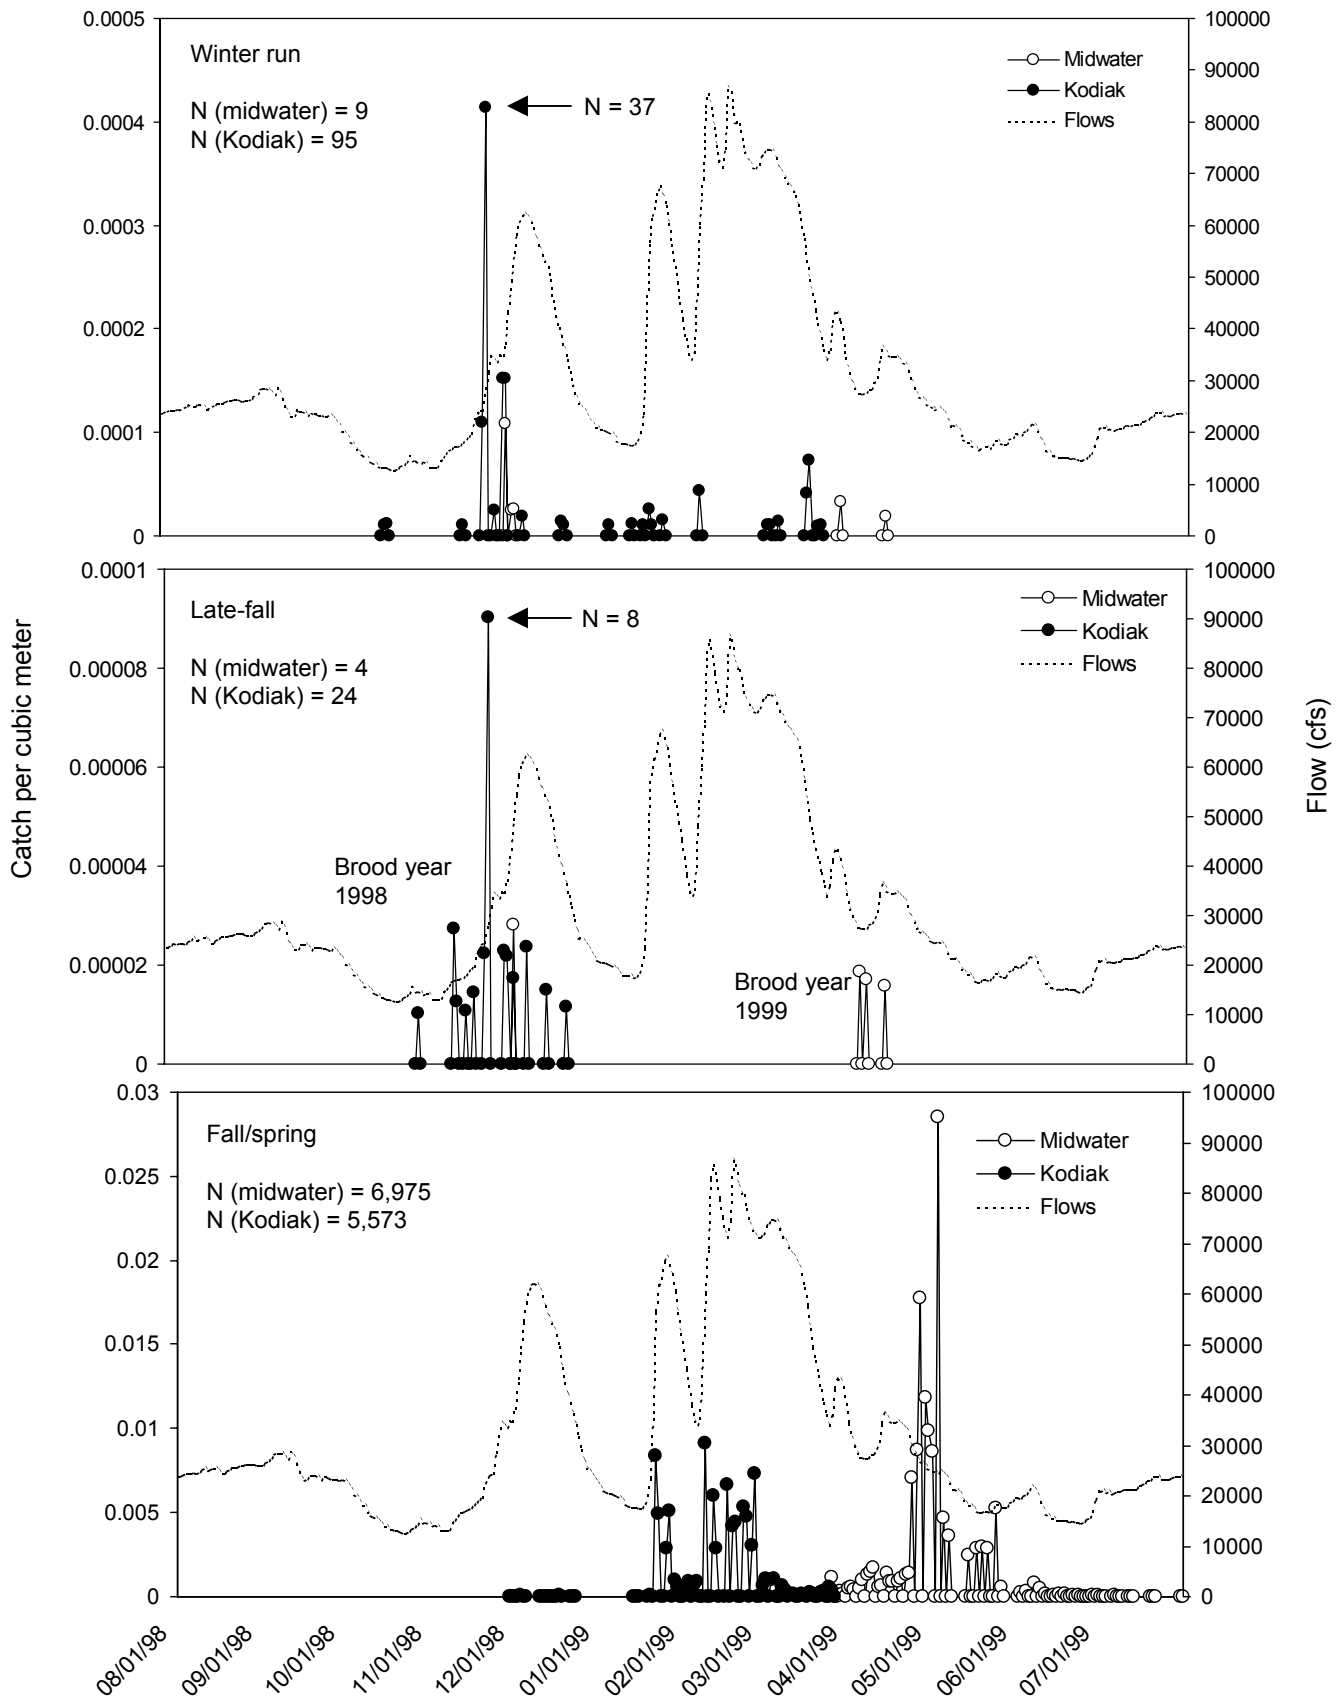 Catch per cubic meter
Flow (cfs)
0.0005
0.0004
0.0003
0.0002
0.0001
0
Winter run
N (midwater) = 9
N (Kodiak) = 95
N = 37
Midwater
Kodiak
Flows
100000
90000
80000
70000
60000
50000
40000
30000
20000
10000
0
0.0001
0.00008
0.00006
0.00004
0.00002
0
Late-fall
N (midwater) = 4
N (Kodiak) = 24
N = 8
Brood year
1998
Brood year
1999
Midwater
Kodiak
Flows
100000
90000
80000
70000
60000
50000
40000
30000
20000
10000
0
0.03
0.025
0.02
0.015
0.01
0.005
0
Fall/spring
N (midwater) = 6,975
N (Kodiak) = 5,573
Midwater
Kodiak
Flows
100000
90000
80000
70000
60000
50000
40000
30000
20000
10000
0
08/01/98
09/01/98
10/01/98
11/01/98
12/01/98
01/01/99
02/01/99
03/01/99
04/01/99
05/01/99
06/01/99
07/01/99